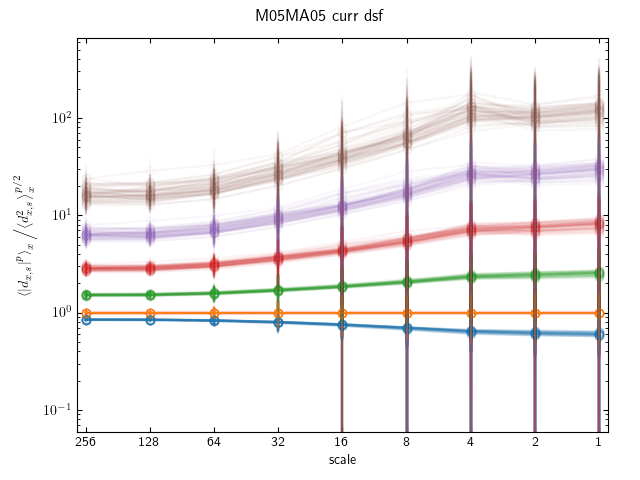 M05MA05 curr dsf
⟨|d_{x,s}|^p⟩_x / ⟨d_{x,s}^2⟩_x^{p/2}
10^2
10^1
10^0
10^{-1}
256 128 64 32 16 8 4 2 1
scale